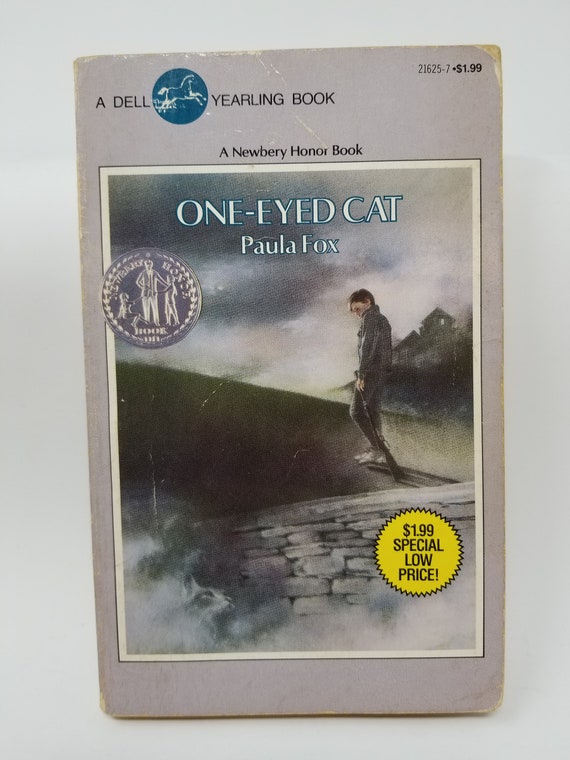 21625-7 •$1.99
A DELL YEARLING BOOK
A Newbery Honor Book
ONE-EYED CAT
Paula Fox
BOOK
$1.99
SPECIAL
LOW
PRICE!